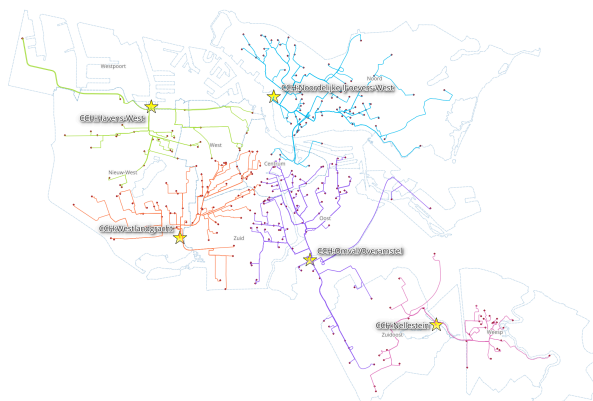 Westpoort
Noord
CCH Noordelijke IJoevers West
CCH Havens-West
West
Centrum
Nieuw-West
Oost
CCH Westlandgracht
Zuid
CCH Omval/Overamstel
CCH Nellestein
Zuidoost
Weesp